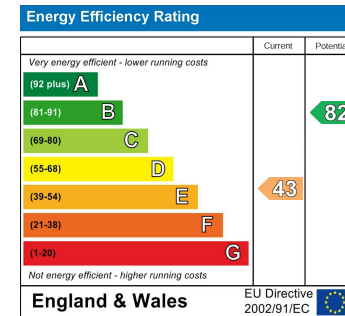 Energy Efficiency Rating
Current Potentia
Very energy efficient - lower running costs
(92 plus) A
(81-91) B
82
(69-80) C
(55-68) D
(39-54) E
43
(21-38) F
(1-20) G
Not energy efficient - higher running costs
England & Wales
EU Directive
2002/91/EC